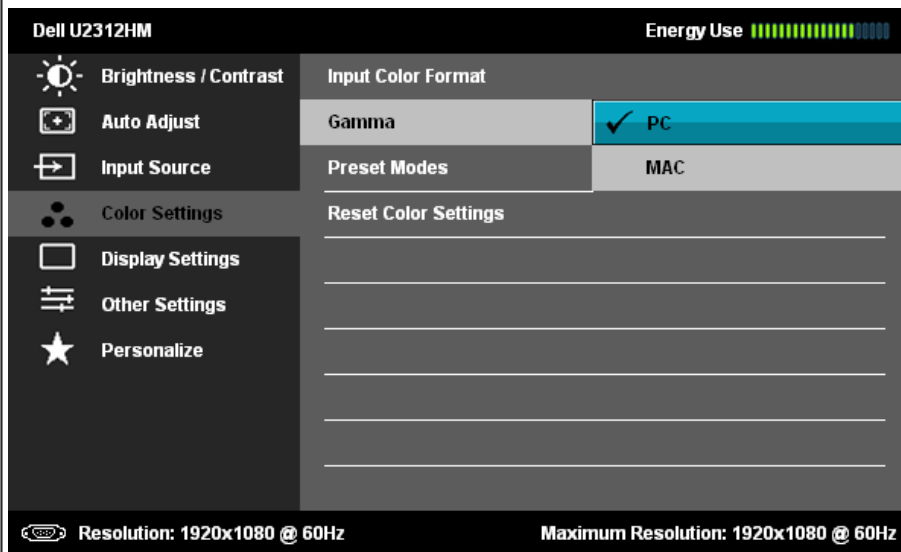 Dell U2312HM Energy Use
Brightness / Contrast Input Color Format
Auto Adjust Gamma PC
Input Source Preset Modes MAC
Color Settings Reset Color Settings
Display Settings
Other Settings
Personalize
Resolution: 1920x1080 @ 60Hz Maximum Resolution: 1920x1080 @ 60Hz